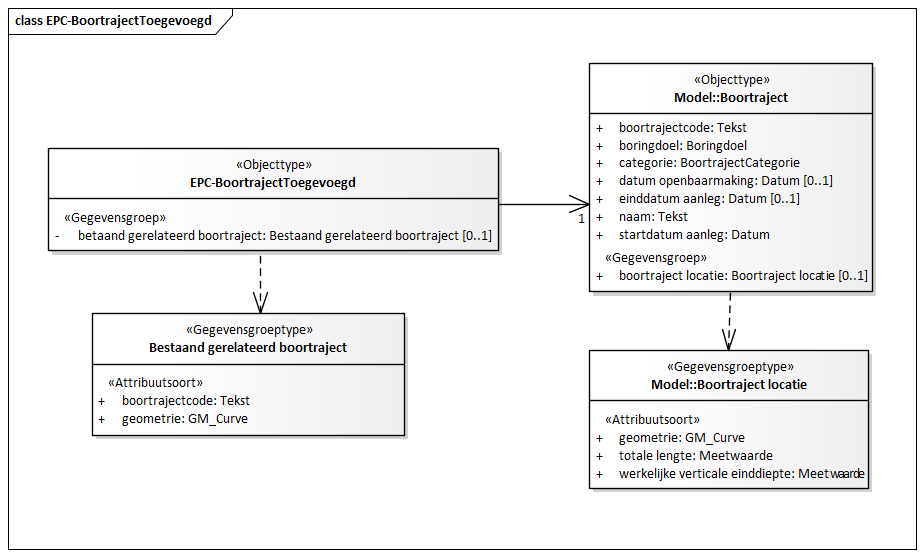 class EPC-BoortrajectToegevoegd
«Objecttype»
EPC-BoortrajectToegevoegd
«Gegevensgroep»
- betaand gerelateerd boortraject: Bestaand gerelateerd boortraject [0..1]
1
«Objecttype»
Model::Boortraject
+ boortrajectcode: Tekst
+ boringdoel: Boringdoel
+ categorie: BoortrajectCategorie
+ datum openbaarmaking: Datum [0..1]
+ einddatum aanleg: Datum [0..1]
+ naam: Tekst
+ startdatum aanleg: Datum
«Gegevensgroep»
+ boortraject locatie: Boortraject locatie [0..1]
«Gegevensgroeptype»
Bestaand gerelateerd boortraject
«Attribuutsoort»
+ boortrajectcode: Tekst
+ geometrie: GM_Curve
«Gegevensgroeptype»
Model::Boortraject locatie
«Attribuutsoort»
+ geometrie: GM_Curve
+ totale lengte: Meetwaarde
+ werkelijke verticale einddiepte: Meetwaarde